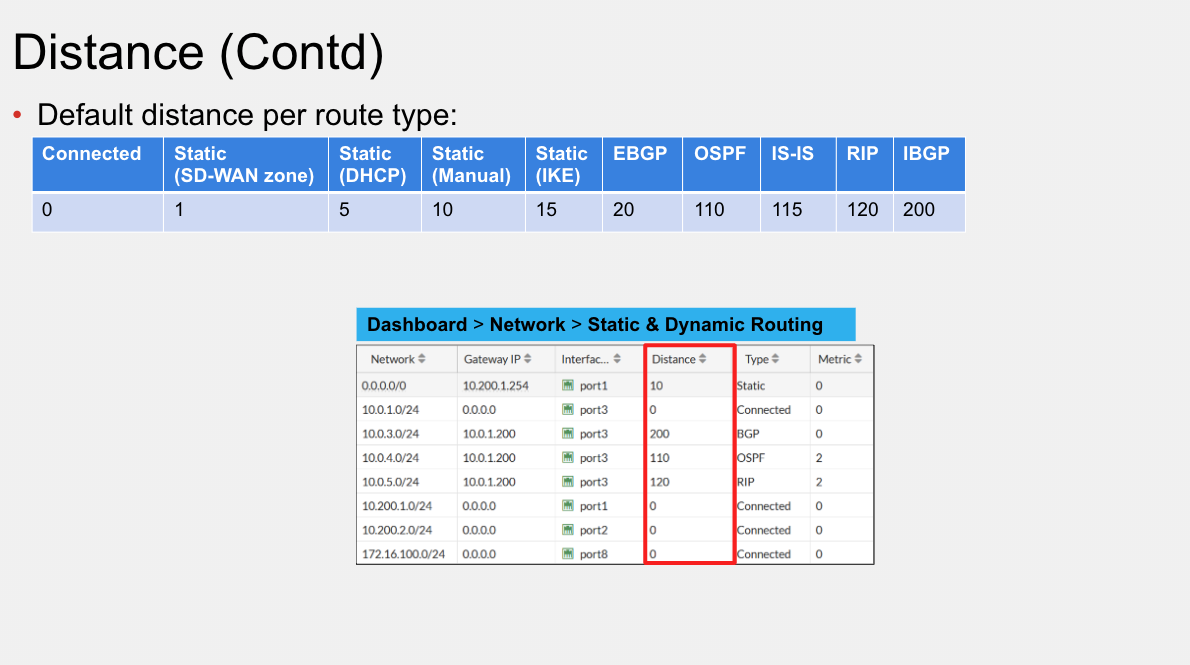 Distance (Contd)
• Default distance per route type:
Connected Static (SD-WAN zone) Static (DHCP) Static (Manual) Static (IKE) EBGP OSPF IS-IS RIP IBGP
0 1 5 10 15 20 110 115 120 200
Dashboard > Network > Static & Dynamic Routing
Network Gateway IP Interfac... Distance Type Metric
0.0.0.0/0 10.200.1.254 port1 10 Static 0
10.0.1.0/24 0.0.0.0 port3 0 Connected 0
10.0.3.0/24 10.0.1.200 port3 200 BGP 0
10.0.4.0/24 10.0.1.200 port3 110 OSPF 2
10.0.5.0/24 10.0.1.200 port3 120 RIP 2
10.200.1.0/24 0.0.0.0 port1 0 Connected 0
10.200.2.0/24 0.0.0.0 port2 0 Connected 0
172.16.100.0/24 0.0.0.0 port8 0 Connected 0